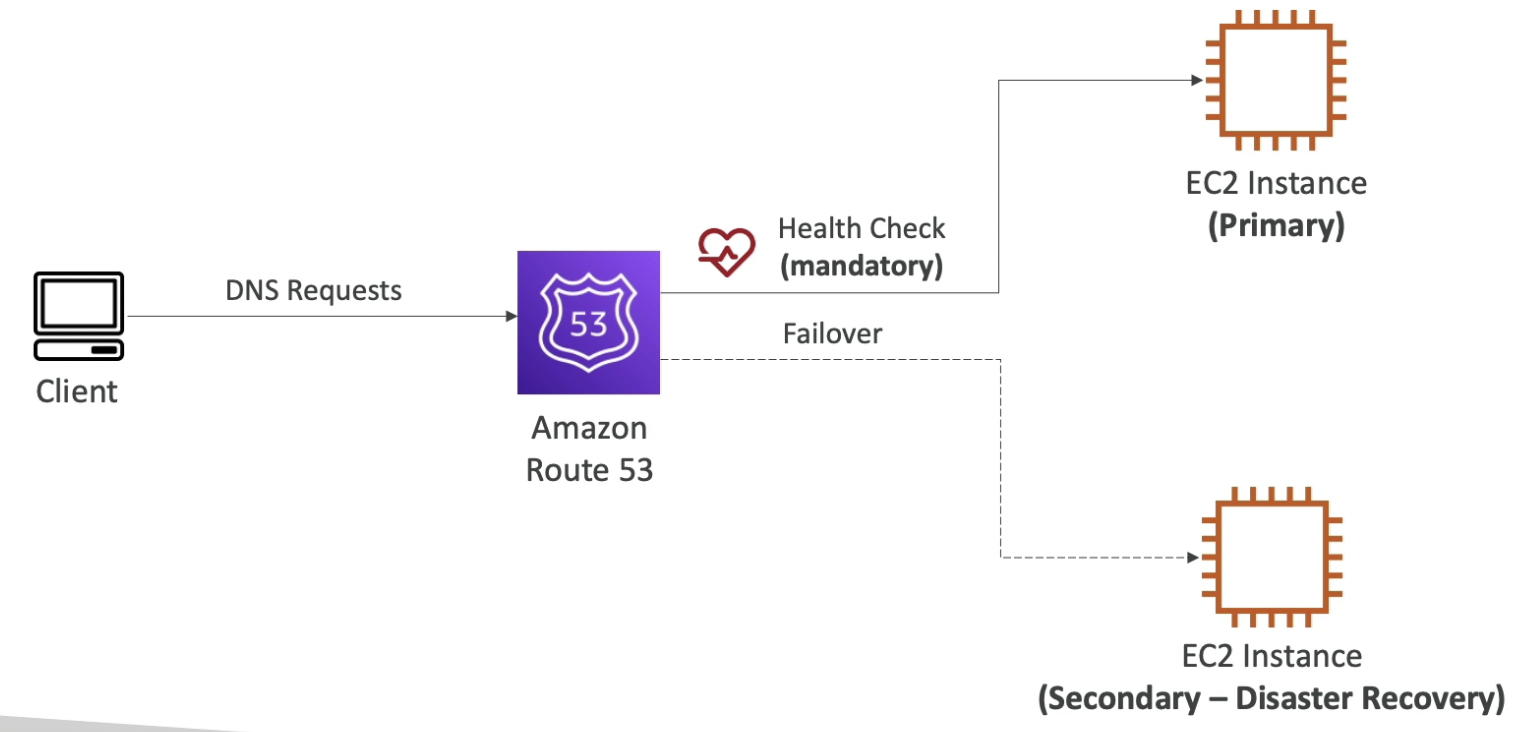 DNS Requests
Client
53
Amazon
Route 53
Health Check
(mandatory)
Failover
EC2 Instance
(Primary)
EC2 Instance
(Secondary – Disaster Recovery)